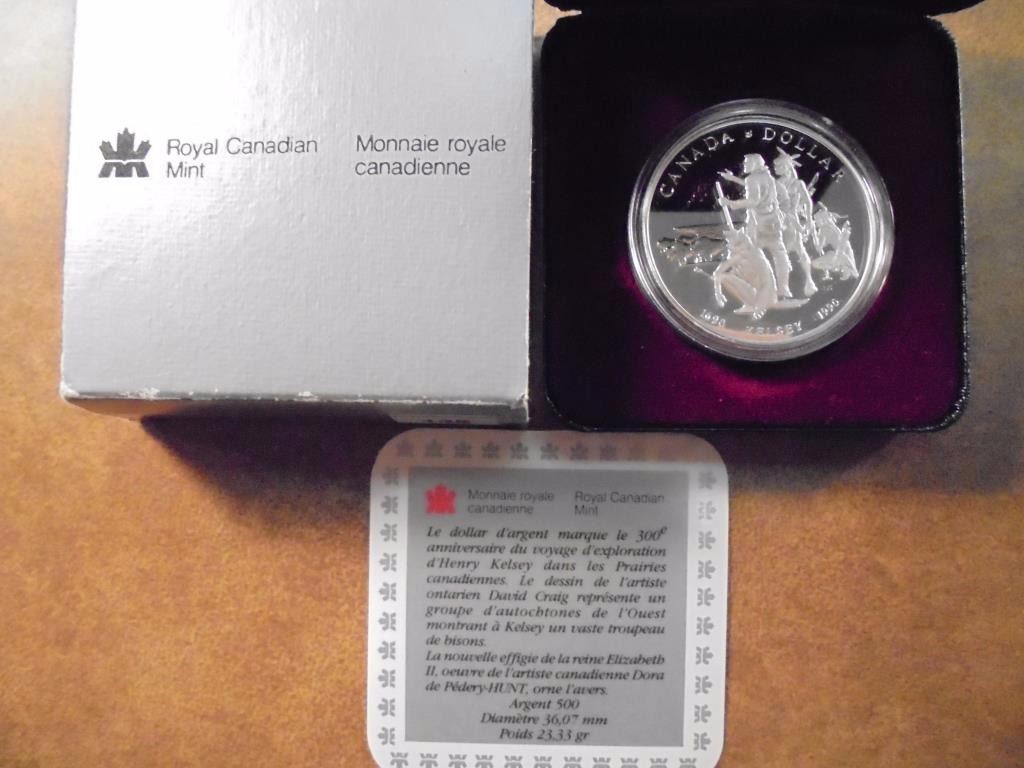 Royal Canadian
Mint
Monnaie royale
canadienne
CANADA DOLLAR
KELSEY 1990
Monnaie royale
canadienne
Royal Canadian
Mint
Le dollar d'argent marque le 300e
anniversaire du voyage d'exploration
d'Henry Kelsey dans les Prairies
canadiennes. Le dessin de l'artiste
ontarien David Craig représente un
groupe d'autochtones de l'Ouest
montrant à Kelsey un vaste troupeau
de bisons.
La nouvelle effigie de la reine Elizabeth
II, oeuvre de l'artiste canadienne Dora
de Pédery-HUNT, orne l'avers.
Argent 500
Diamètre 36,07 mm
Poids 23,33 gr